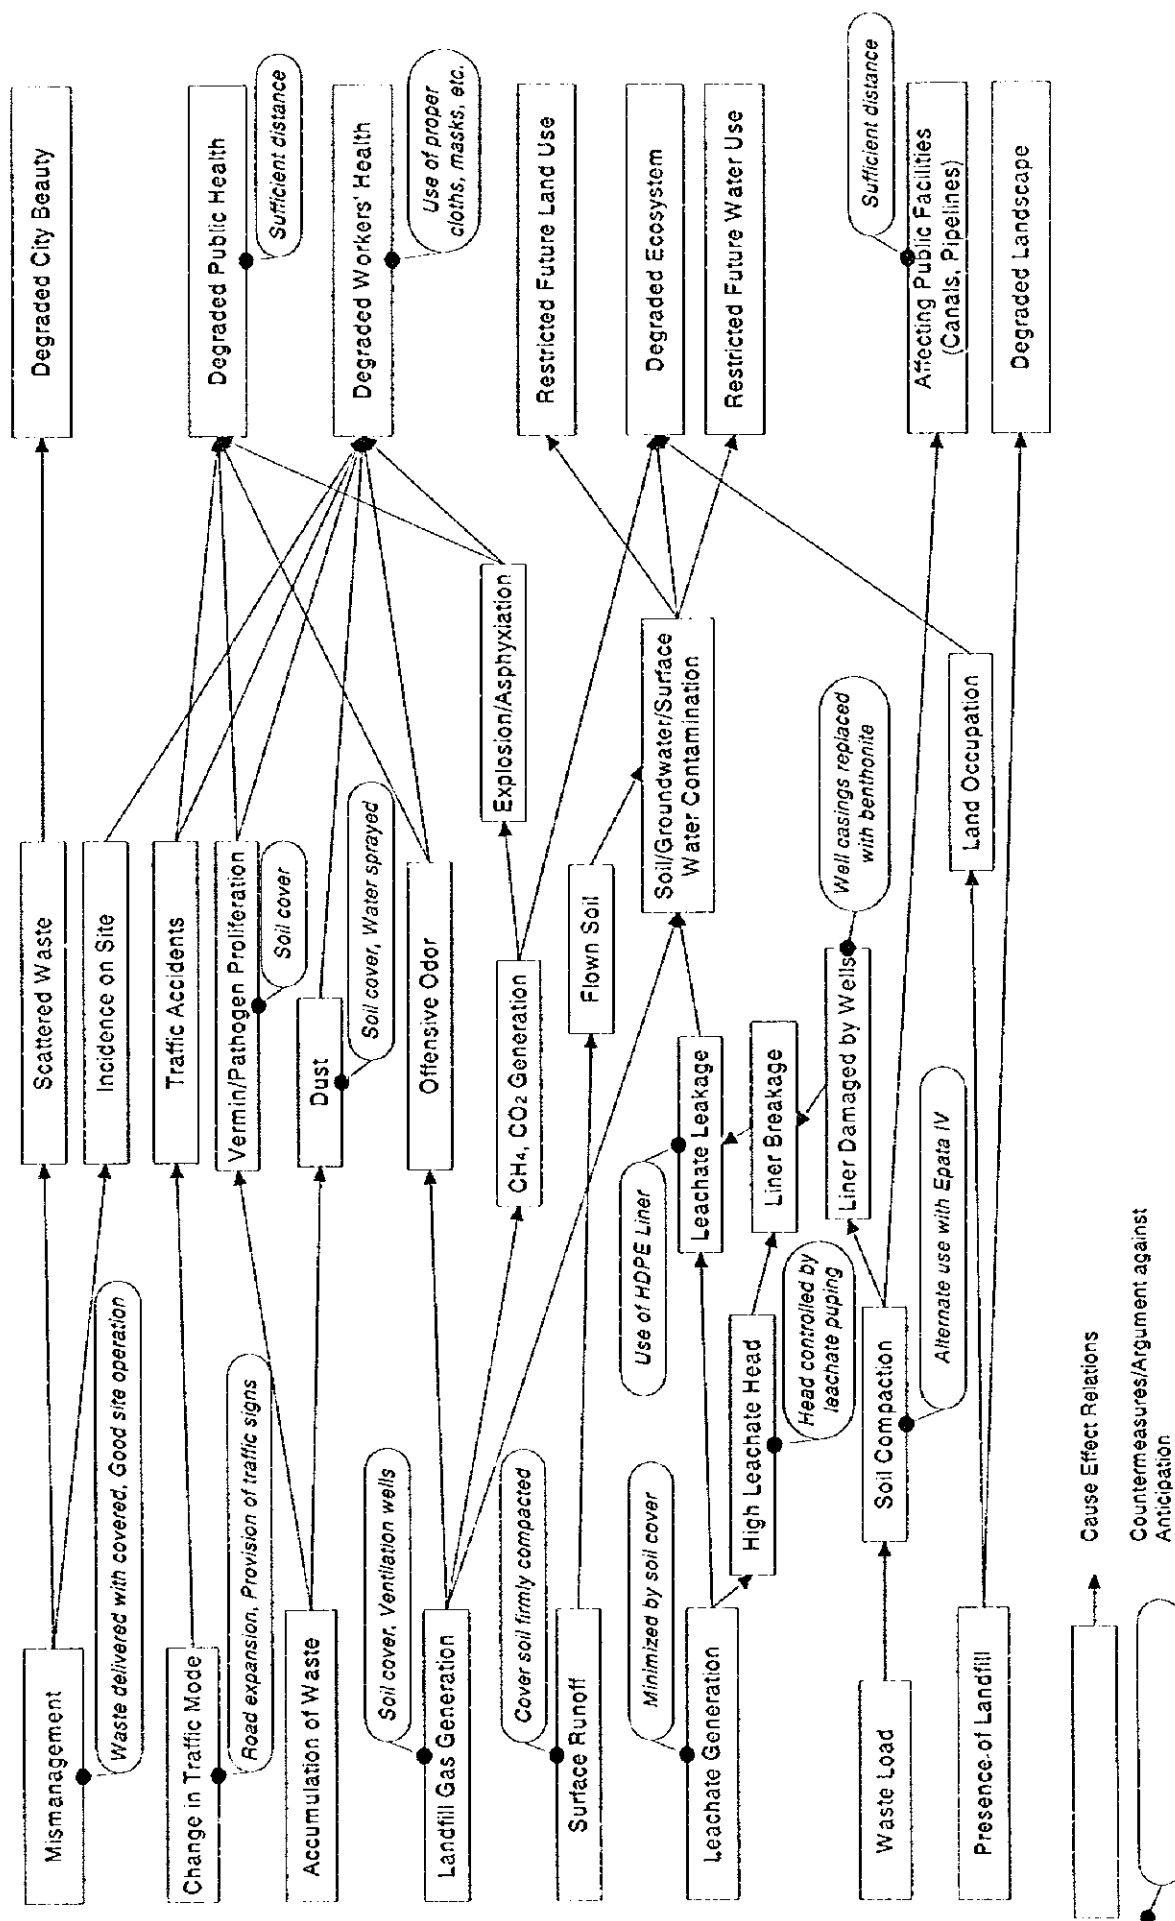 Mismanagement
Waste delivered with covered, Good site operation
Change in Traffic Mode
Road expansion, Provision of traffic signs
Accumulation of Waste
Soil cover, Ventilation wells
Landfill Gas Generation
Cover soil firmly compacted
Surface Runoff
Minimized by soil cover
Leachate Generation
Waste Load
Presence of Landfill
High Leachate Head
Head controlled by
leachate puping
Soil Compaction
Alternate use with Epata IV
Scattered Waste
Incidence on Site
Traffic Accidents
Vermin/Pathogen Proliferation
Soil cover
Dust
Soil cover, Water sprayed
Offensive Odor
CH4, CO2 Generation
Flown Soil
Use of HDPE Liner
Leachate Leakage
Liner Breakage
Liner Damaged by Wells
Well casings replaced
with benthonite
Explosion/Asphyxiation
Soil/Groundwater/Surface
Water Contamination
Land Occupation
Degraded City Beauty
Degraded Public Health
Sufficient distance
Degraded Workers' Health
Use of proper
cloths, masks, etc.
Restricted Future Land Use
Degraded Ecosystem
Restricted Future Water Use
Sufficient distance
Affecting Public Facilities
(Canals, Pipelines)
Degraded Landscape
Cause Effect Relations
Countermeasures/Argument against
Anticipation